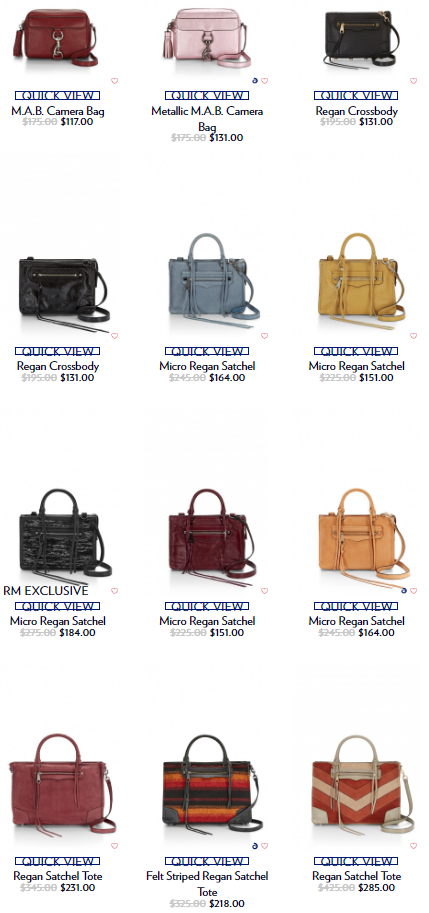 QUICK VIEW QUICK VIEW QUICK VIEW
M.A.B. Camera Bag Metallic M.A.B. Camera Bag Regan Crossbody
$175.00 $117.00 $175.00 $131.00 $195.00 $131.00
QUICK VIEW QUICK VIEW QUICK VIEW
Regan Crossbody Micro Regan Satchel Micro Regan Satchel
$195.00 $131.00 $245.00 $164.00 $225.00 $151.00
RM EXCLUSIVE
QUICK VIEW QUICK VIEW QUICK VIEW
Micro Regan Satchel Micro Regan Satchel Micro Regan Satchel
$275.00 $184.00 $225.00 $151.00 $245.00 $164.00
QUICK VIEW QUICK VIEW QUICK VIEW
Regan Satchel Tote Felt Striped Regan Satchel Tote Regan Satchel Tote
$345.00 $231.00 $325.00 $218.00 $425.00 $285.00